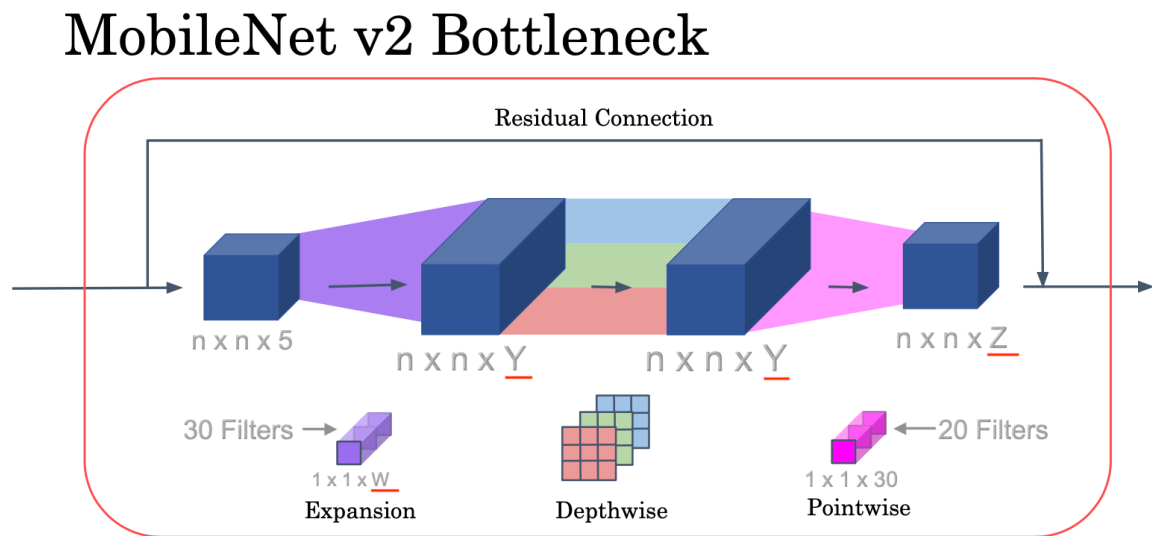 MobileNet v2 Bottleneck
Residual Connection
n x n x 5
n x n x Y
n x n x Y
n x n x Z
30 Filters
20 Filters
1 x 1 x W
1 x 1 x 30
Expansion
Depthwise
Pointwise